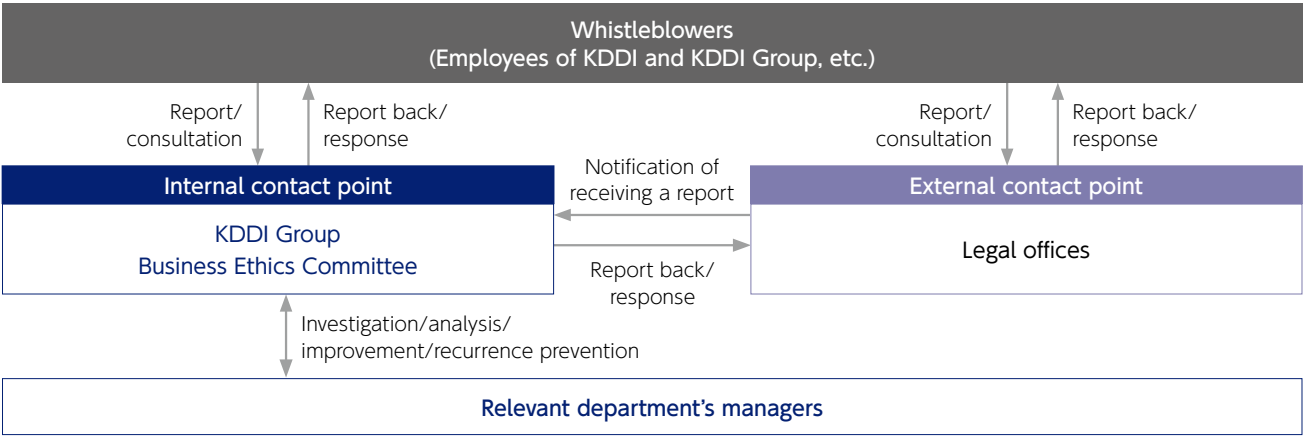 Whistleblowers
(Employees of KDDI and KDDI Group, etc.)
Report/
consultation
Report back/
response
Report/
consultation
Report back/
response
Internal contact point
Notification of
receiving a report
External contact point
KDDI Group
Business Ethics Committee
Legal offices
Report back/
response
Investigation/analysis/
improvement/recurrence prevention
Relevant department’s managers